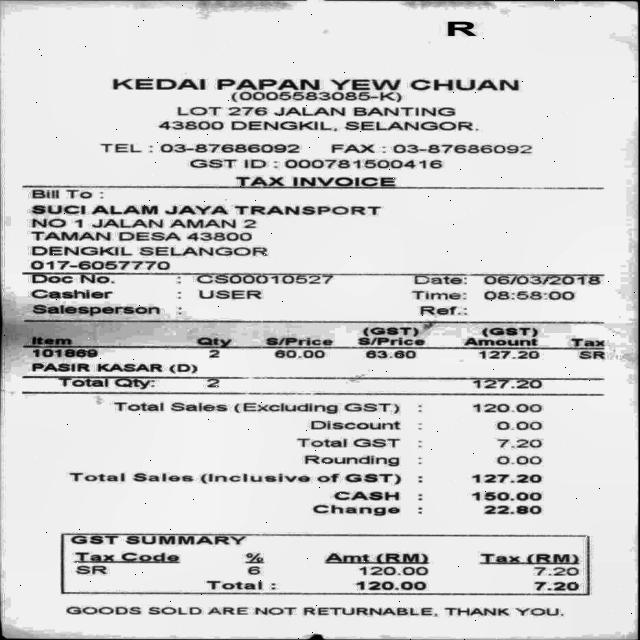 R
KEDAI PAPAN YEW CHUAN
(0005583085-K)
LOT 276 JALAN BANTING
43800 DENGKIL, SELANGOR.
TEL : 03-87686092 FAX : 03-87686092
GST ID : 000781500416
TAX INVOICE
Bill To :
SUCI ALAM JAYA TRANSPORT
NO 1 JALAN AMAN 2
TAMAN DESA 43800
DENGKIL SELANGOR
017-6057770
Doc No. : CS00010527 Date: 06/03/2018
Cashier : USER Time: 08:58:00
Salesperson : Ref.:
(GST) (GST)
Item Qty S/Price S/Price Amount Tax
101869 2 60.00 63.60 127.20 SR
PASIR KASAR (D)
Total Qty: 2 127.20
Total Sales (Excluding GST) : 120.00
Discount : 0.00
Total GST : 7.20
Rounding : 0.00
Total Sales (Inclusive of GST) : 127.20
CASH : 150.00
Change : 22.80
GST SUMMARY
Tax Code % Amt (RM) Tax (RM)
SR 6 120.00 7.20
Total : 120.00 7.20
GOODS SOLD ARE NOT RETURNABLE, THANK YOU.